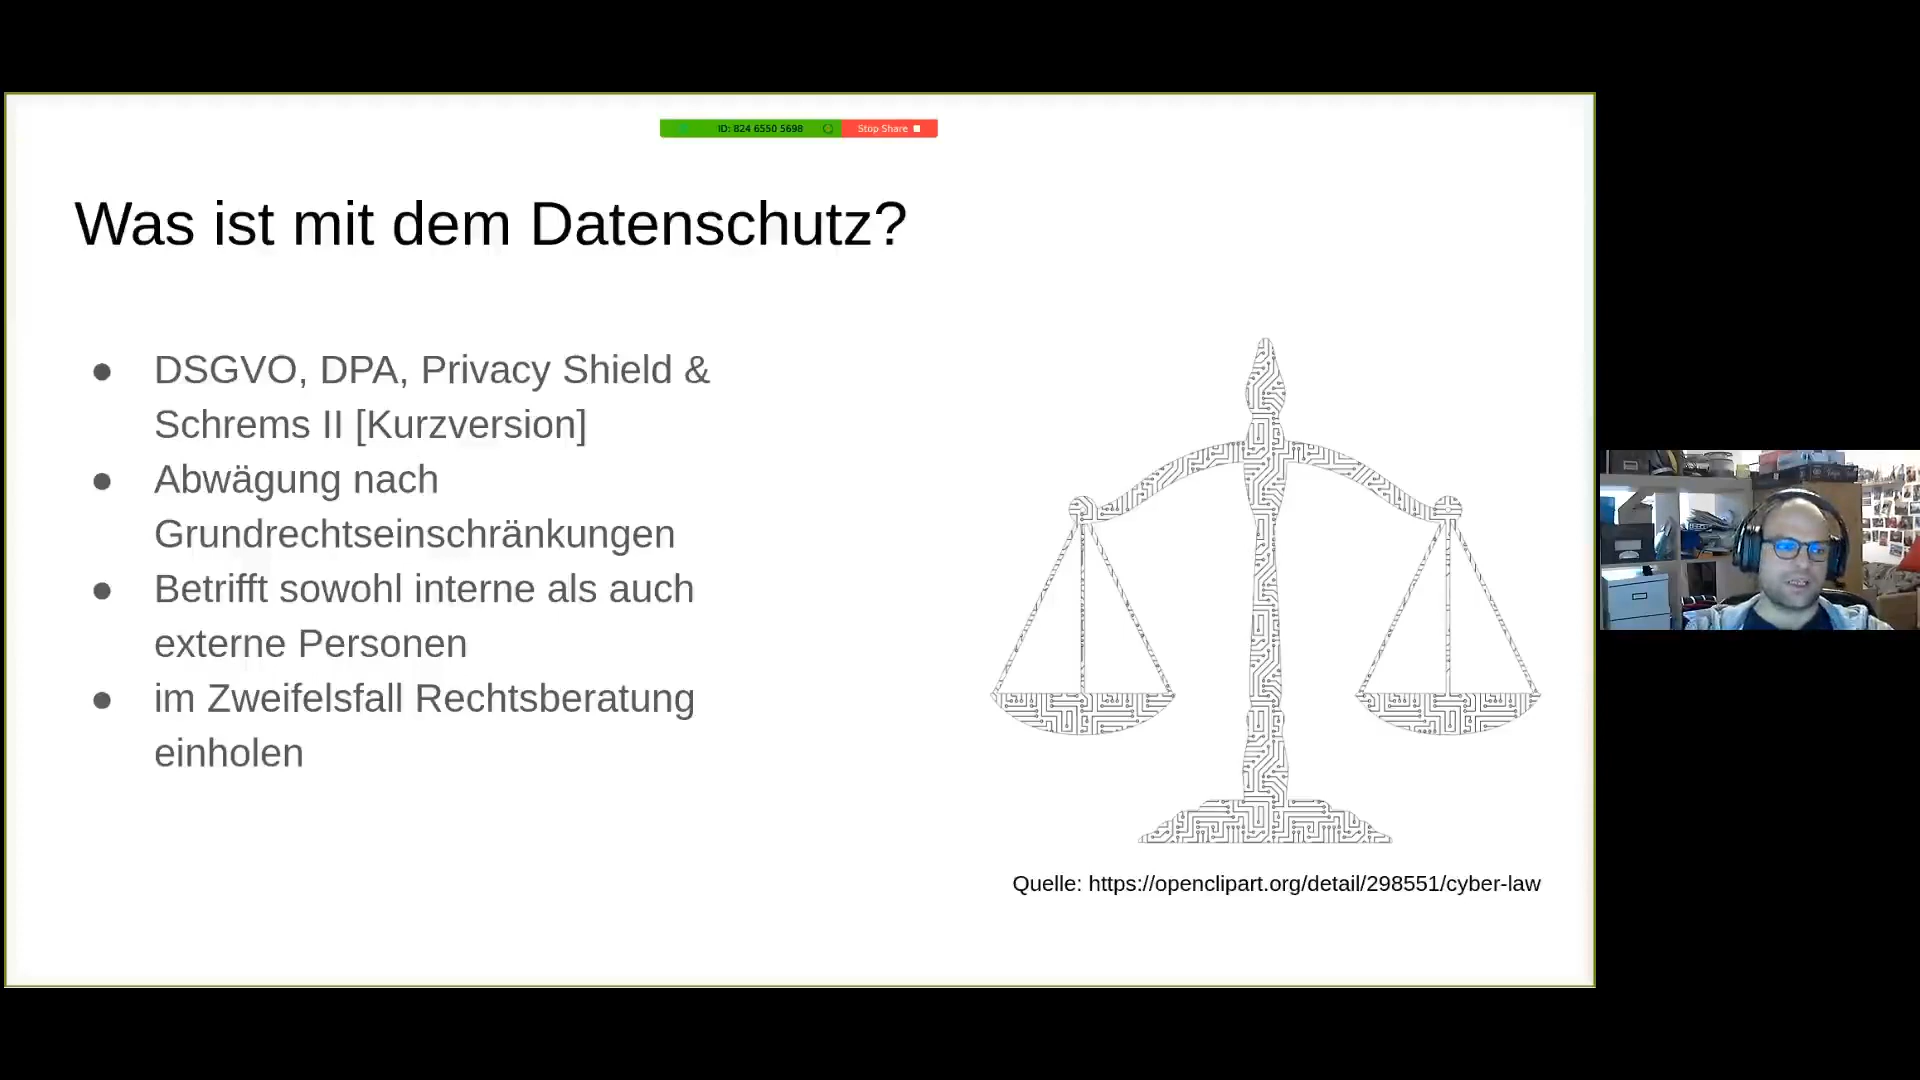 ID: 824 6550 5698
Stop Share
Was ist mit dem Datenschutz?
● DSGVO, DPA, Privacy Shield &
Schrems II [Kurzversion]
● Abwägung nach
Grundrechtseinschränkungen
● Betrifft sowohl interne als auch
externe Personen
● im Zweifelsfall Rechtsberatung
einholen
Quelle: https://openclipart.org/detail/298551/cyber-law